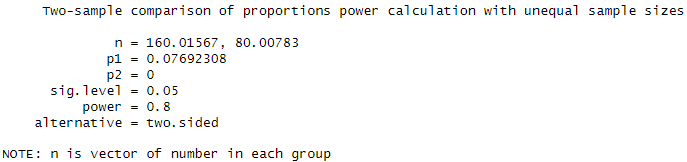 Two-sample comparison of proportions power calculation with unequal sample sizes
n = 160.01567, 80.00783
p1 = 0.07692308
p2 = 0
sig.level = 0.05
power = 0.8
alternative = two.sided
NOTE: n is vector of number in each group